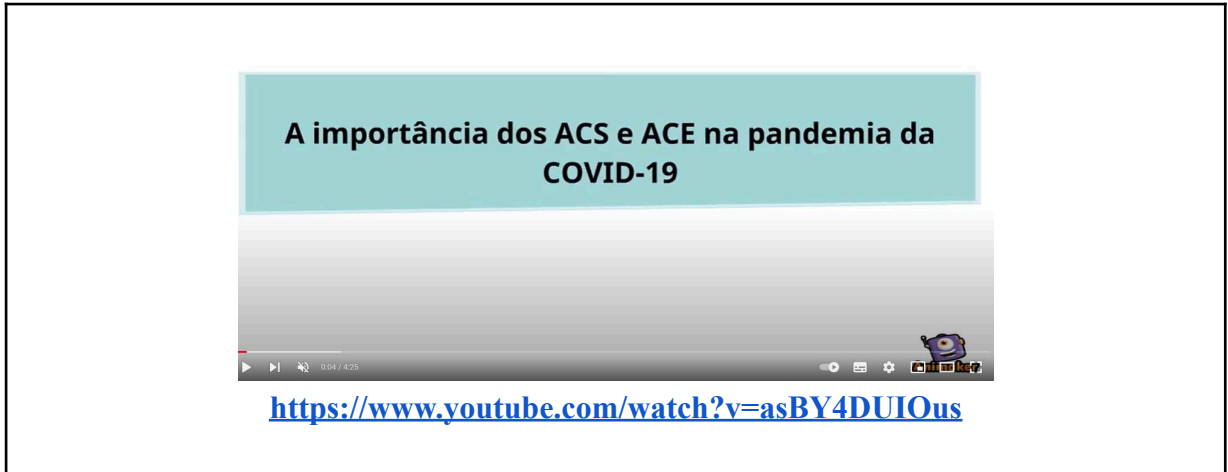 A importância dos ACS e ACE na pandemia da
COVID-19
0:04 / 4:25
https://www.youtube.com/watch?v=asBY4DUIOus